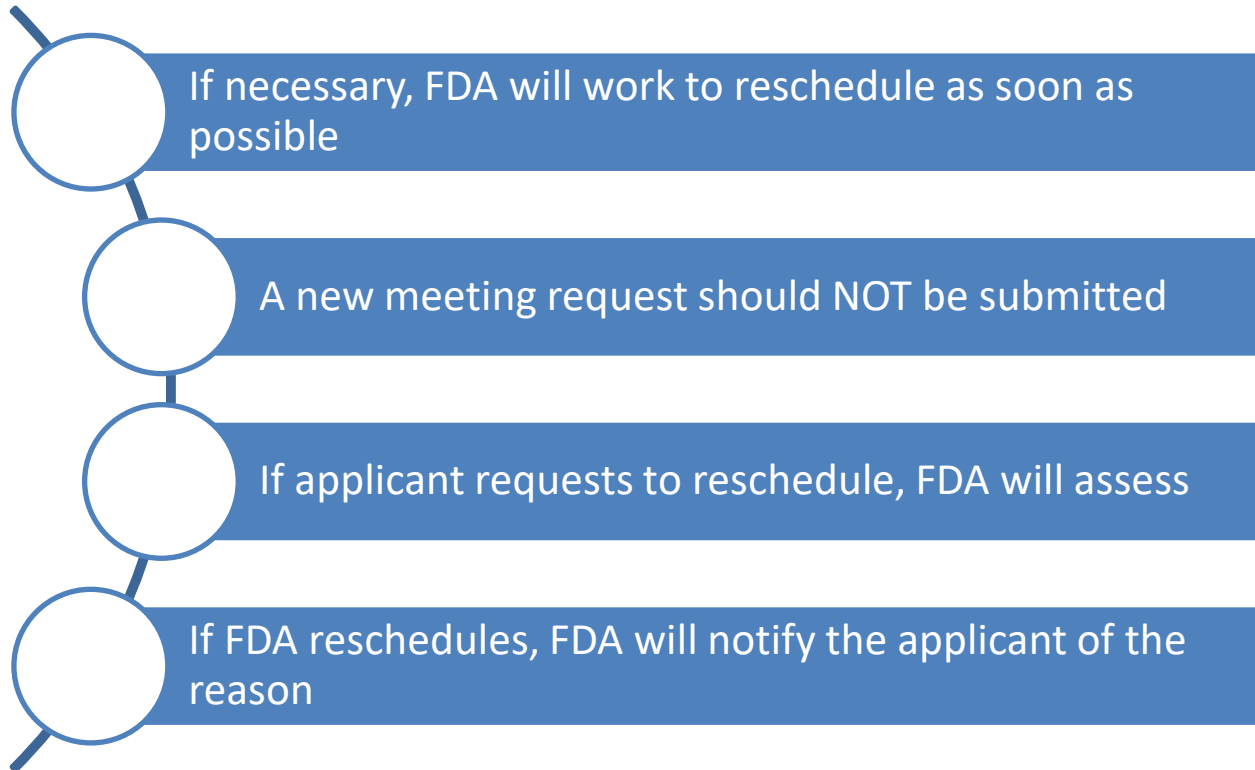 If necessary, FDA will work to reschedule as soon as
possible
A new meeting request should NOT be submitted
If applicant requests to reschedule, FDA will assess
If FDA reschedules, FDA will notify the applicant of the
reason